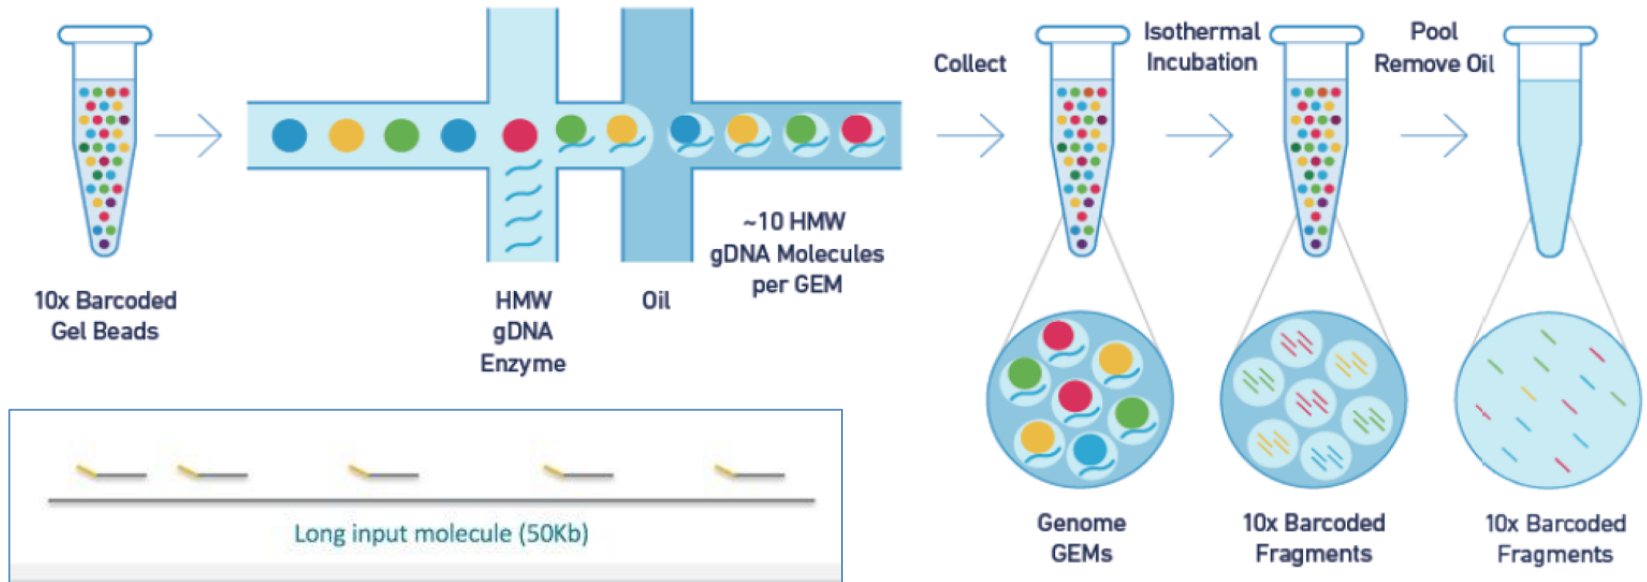 10x Barcoded
Gel Beads
HMW
gDNA
Enzyme
Oil
~10 HMW
gDNA Molecules
per GEM
Collect
Isothermal
Incubation
Pool
Remove Oil
Genome
GEMs
10x Barcoded
Fragments
10x Barcoded
Fragments
Long input molecule (50Kb)